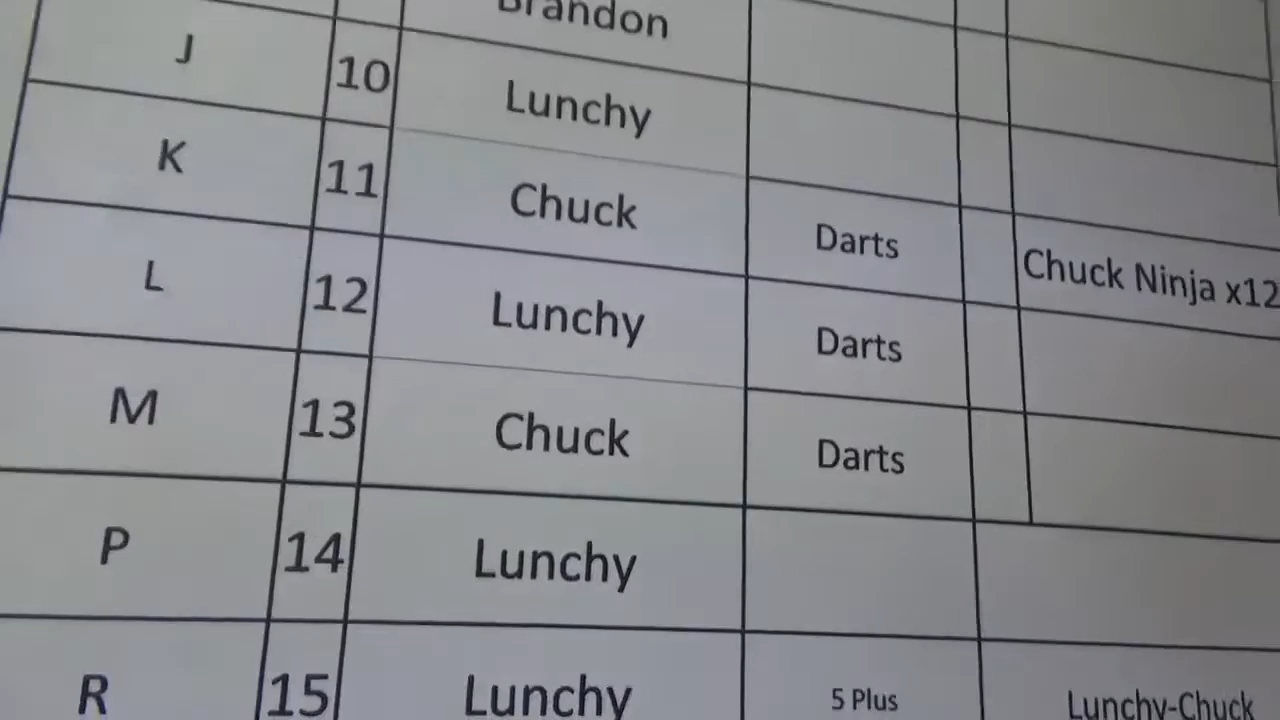 Brandon
J 10 Lunchy
K 11 Chuck Darts Chuck Ninja x12
L 12 Lunchy Darts
M 13 Chuck Darts
P 14 Lunchy
R 15 Lunchy 5 Plus Lunchy-Chuck